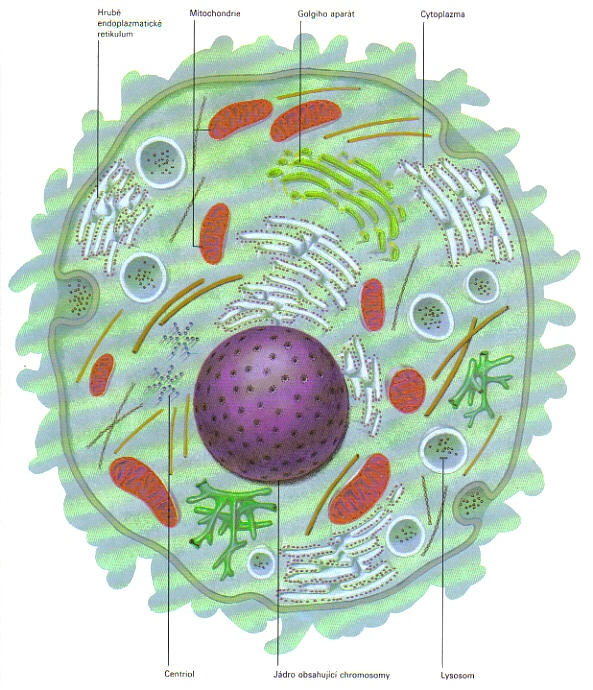 Hrubé
endoplazmatické
retikulum
Mitochondrie
Golgiho aparát
Cytoplazma
Centriol
Jádro obsahující chromosomy
Lysosom